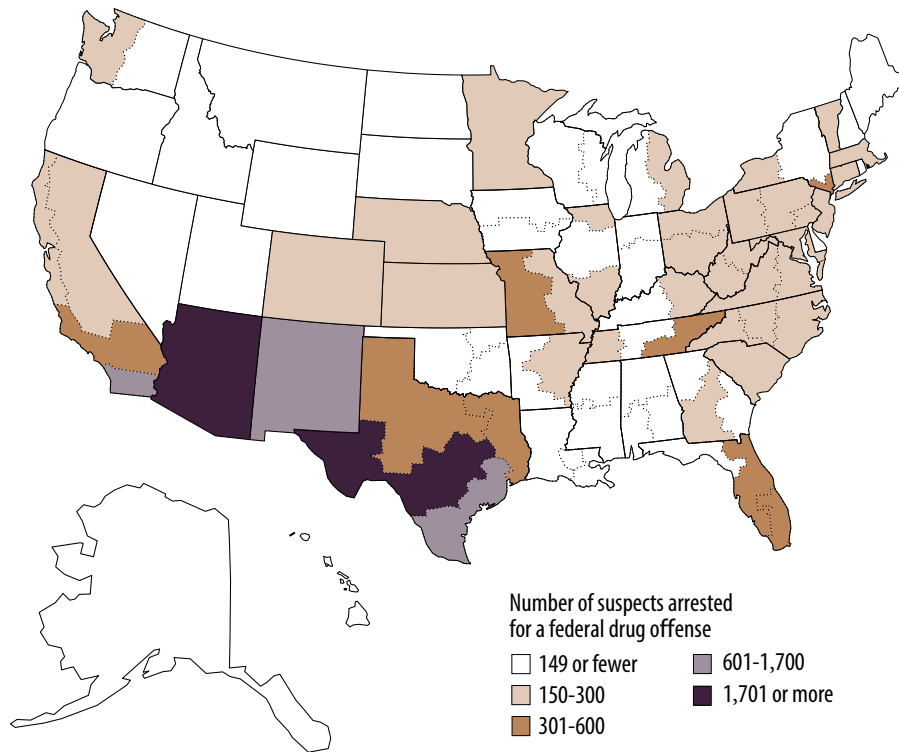 Number of suspects arrested
for a federal drug offense
149 or fewer
150-300
301-600
601-1,700
1,701 or more